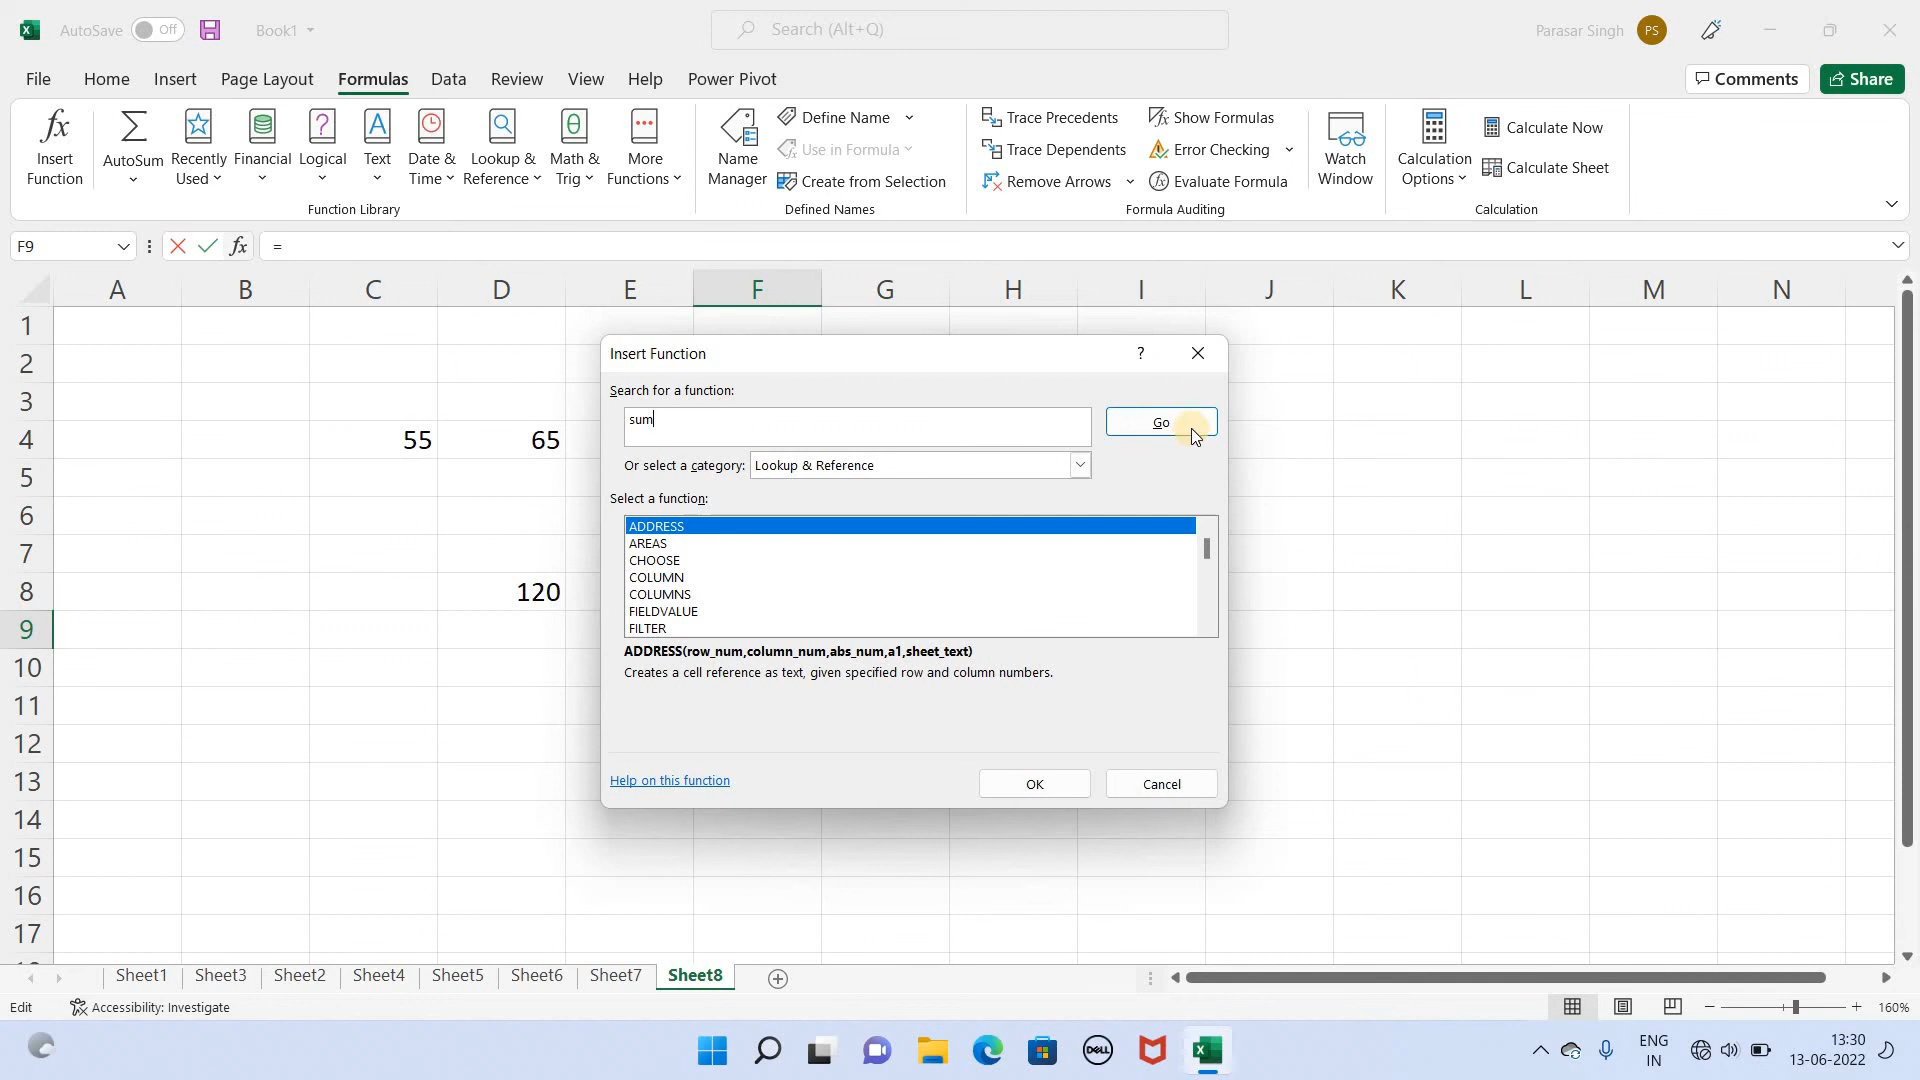 AutoSave Off Book1 Search (Alt+Q) Parasar Singh PS
File Home Insert Page Layout Formulas Data Review View Help Power Pivot Comments Share
Insert Function
AutoSum
Recently Used
Financial
Logical
Text
Date & Time
Lookup & Reference
Math & Trig
More Functions
Function Library
Name Manager
Define Name
Use in Formula
Create from Selection
Defined Names
Trace Precedents
Trace Dependents
Remove Arrows
Show Formulas
Error Checking
Evaluate Formula
Formula Auditing
Watch Window
Calculation Options
Calculate Now
Calculate Sheet
Calculation
F9 fx =
A B C D E F G H I J K L M N
1
2
3
4 55 65
5
6
7
8 120
9
10
11
12
13
14
15
16
17
Insert Function ?
Search for a function:
sum
Go
Or select a category: Lookup & Reference
Select a function:
ADDRESS
AREAS
CHOOSE
COLUMN
COLUMNS
FIELDVALUE
FILTER
ADDRESS(row_num,column_num,abs_num,a1,sheet_text)
Creates a cell reference as text, given specified row and column numbers.
Help on this function
OK Cancel
Sheet1 Sheet3 Sheet2 Sheet4 Sheet5 Sheet6 Sheet7 Sheet8
Edit Accessibility: Investigate 160%
DELL
ENG
IN
13:30
13-06-2022